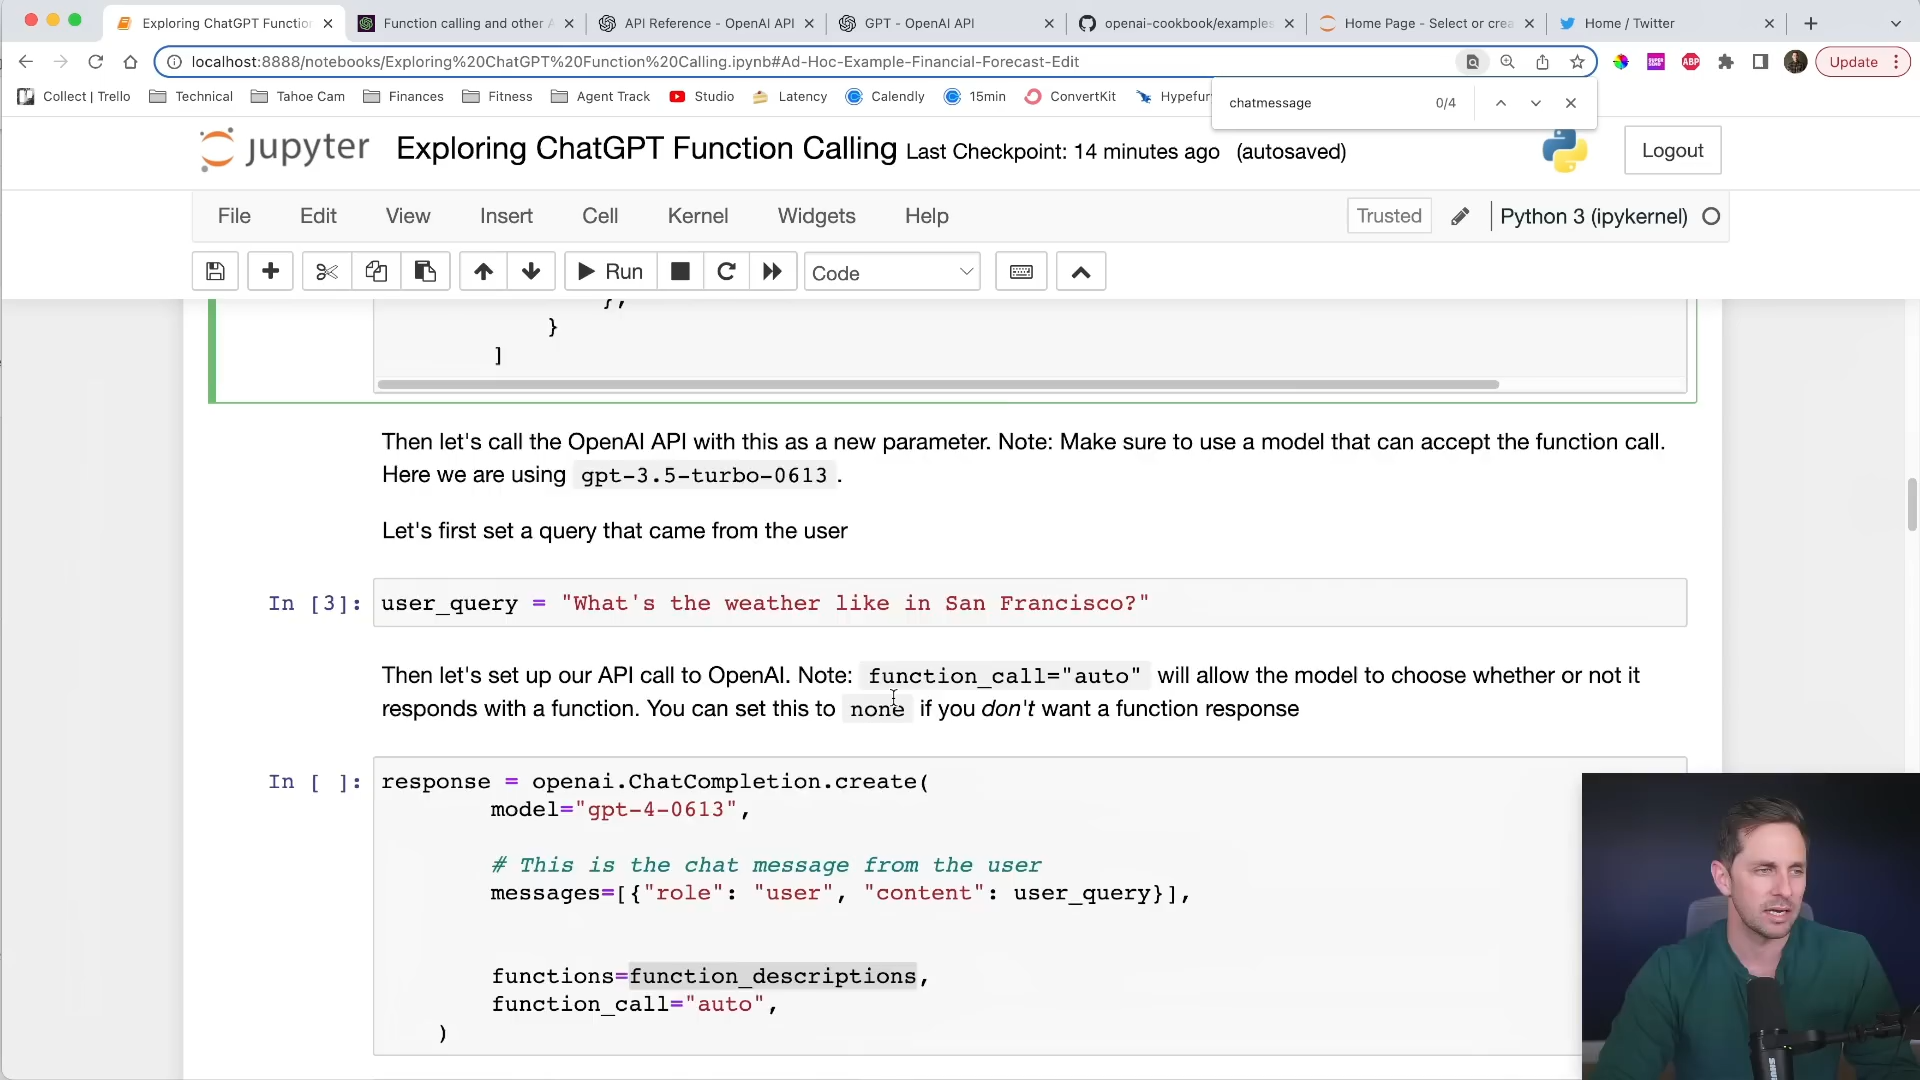 Exploring ChatGPT Function
Function calling and other A
API Reference - OpenAI API
GPT - OpenAI API
openai-cookbook/examples
Home Page - Select or crea
Home / Twitter
localhost:8888/notebooks/Exploring%20ChatGPT%20Function%20Calling.ipynb#Ad-Hoc-Example-Financial-Forecast-Edit
ABP
Update
Collect | Trello
Technical
Tahoe Cam
Finances
Fitness
Agent Track
Studio
Latency
Calendly
15min
ConvertKit
Hypefur
chatmessage 0/4
jupyter Exploring ChatGPT Function Calling Last Checkpoint: 14 minutes ago (autosaved)
Logout
File Edit View Insert Cell Kernel Widgets Help
Trusted
Python 3 (ipykernel)
Run
Code
},
}
]
Then let's call the OpenAI API with this as a new parameter. Note: Make sure to use a model that can accept the function call.
Here we are using gpt-3.5-turbo-0613 .
Let's first set a query that came from the user
In [3]: user_query = "What's the weather like in San Francisco?"
Then let's set up our API call to OpenAI. Note: function_call="auto" will allow the model to choose whether or not it
responds with a function. You can set this to none if you don't want a function response
In [ ]: response = openai.ChatCompletion.create(
model="gpt-4-0613",
# This is the chat message from the user
messages=[{"role": "user", "content": user_query}],
functions=function_descriptions,
function_call="auto",
)